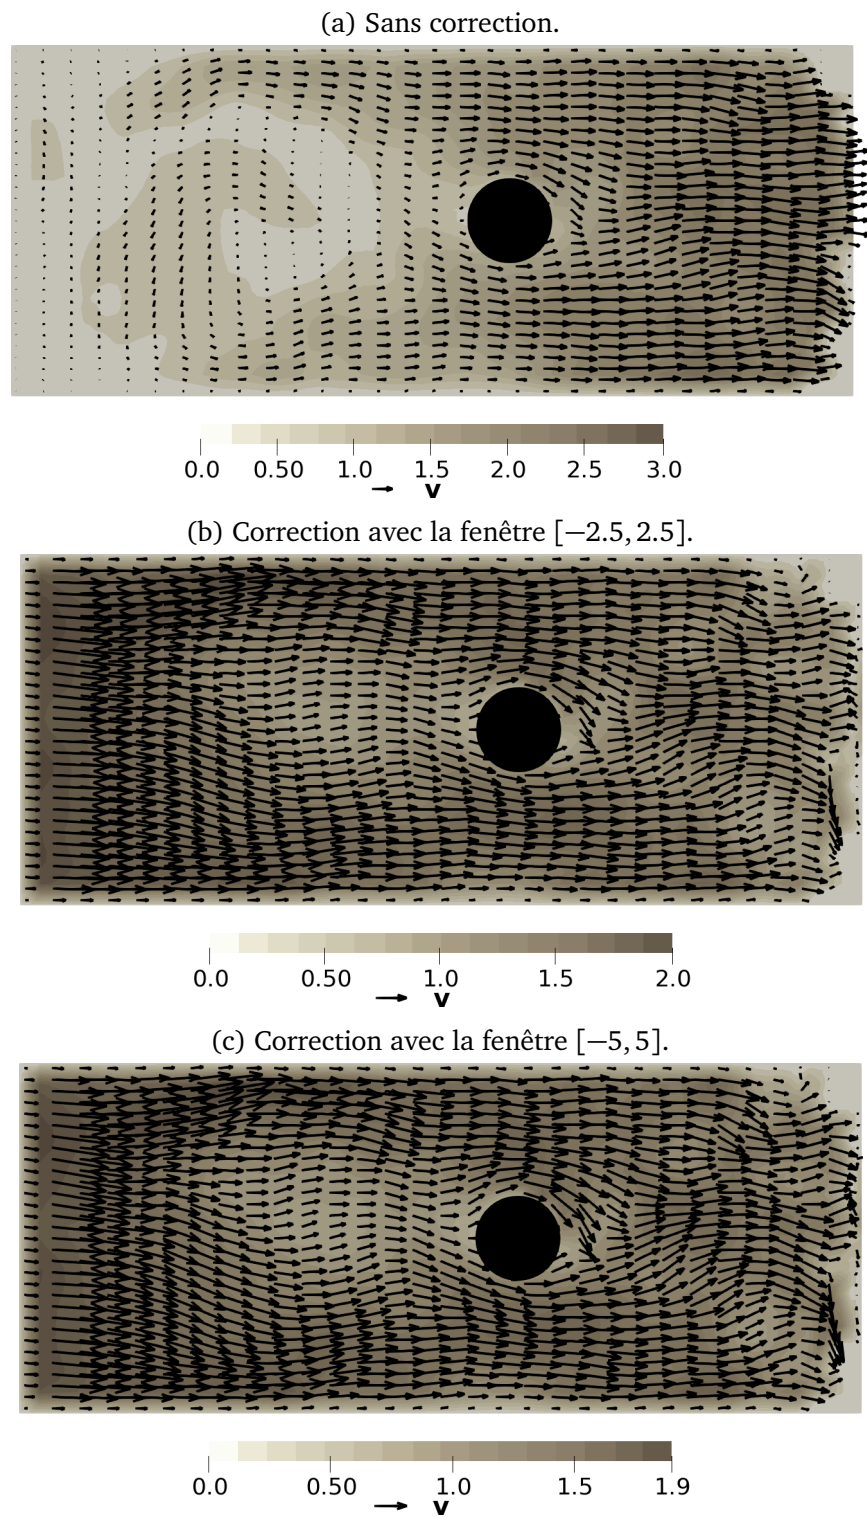 (a) Sans correction.
0.0 0.50 1.0 1.5 2.0 2.5 3.0
v
(b) Correction avec la fenêtre [−2.5, 2.5].
0.0 0.50 1.0 1.5 2.0
v
(c) Correction avec la fenêtre [−5, 5].
0.0 0.50 1.0 1.5 1.9
v